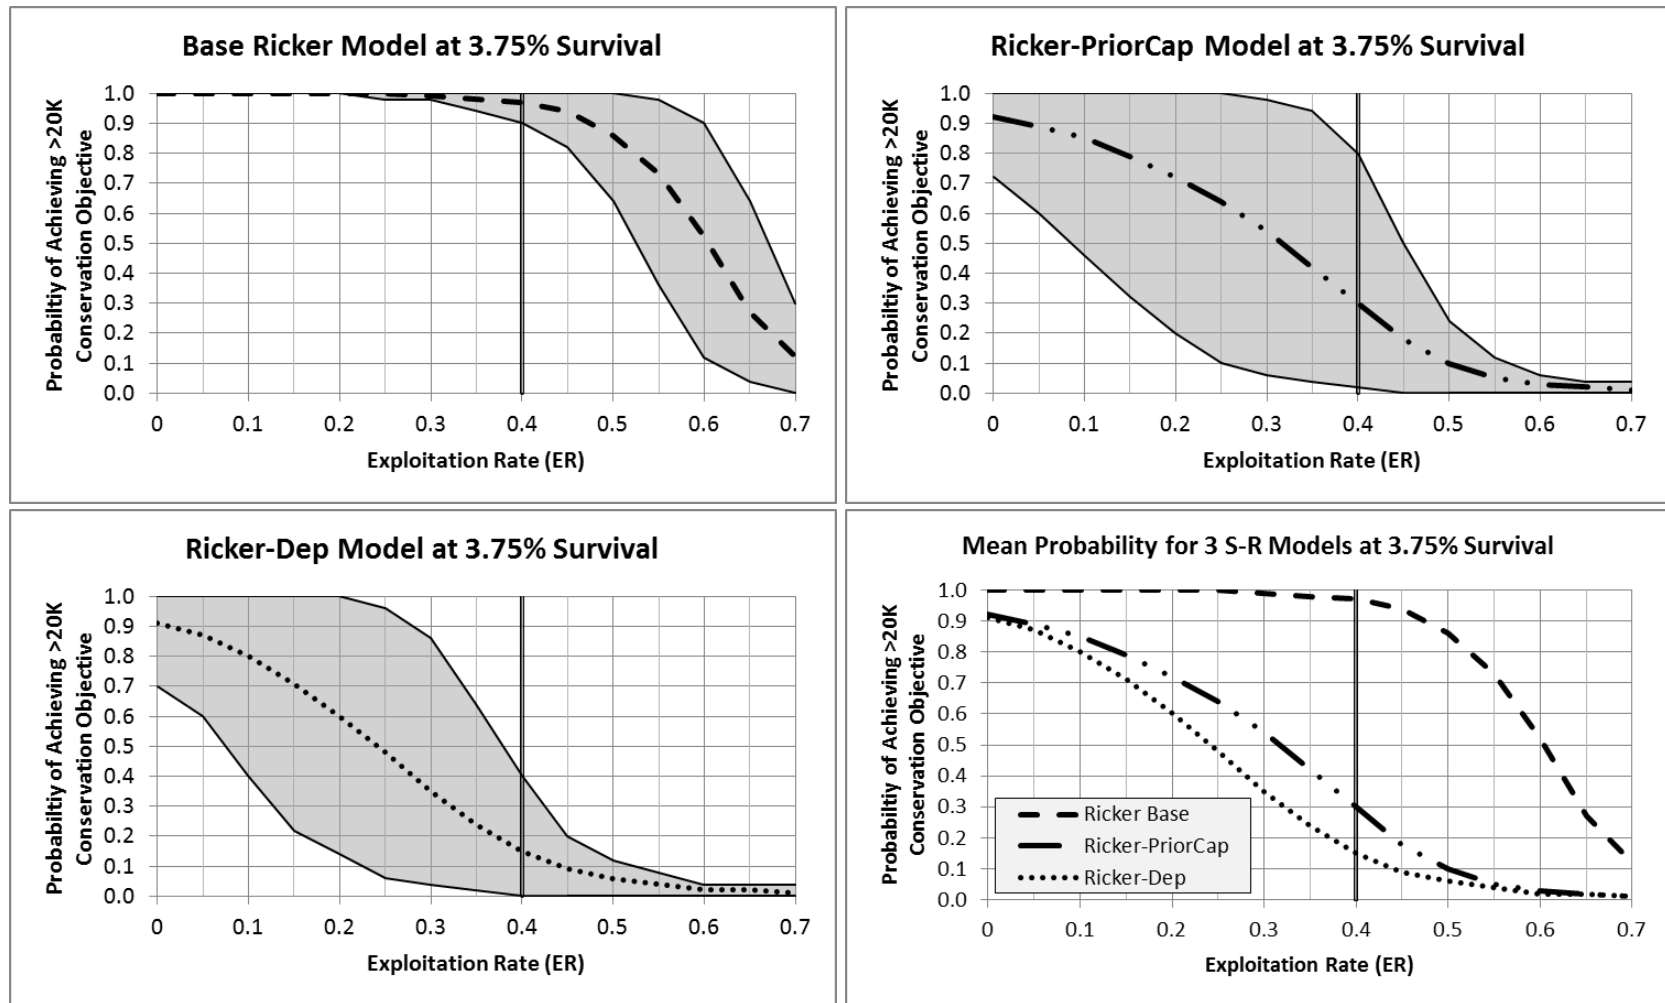 Base Ricker Model at 3.75% Survival
Probabiltiy of Achieving >20K
Conservation Objective
1.0
0.9
0.8
0.7
0.6
0.5
0.4
0.3
0.2
0.1
0.0
0 0.1 0.2 0.3 0.4 0.5 0.6 0.7
Exploitation Rate (ER)
Ricker-PriorCap Model at 3.75% Survival
Probabiltiy of Achieving >20K
Conservation Objective
1.0
0.9
0.8
0.7
0.6
0.5
0.4
0.3
0.2
0.1
0.0
0 0.1 0.2 0.3 0.4 0.5 0.6 0.7
Exploitation Rate (ER)
Ricker-Dep Model at 3.75% Survival
Probabiltiy of Achieving >20K
Conservation Objective
1.0
0.9
0.8
0.7
0.6
0.5
0.4
0.3
0.2
0.1
0.0
0 0.1 0.2 0.3 0.4 0.5 0.6 0.7
Exploitation Rate (ER)
Mean Probability for 3 S-R Models at 3.75% Survival
Probabiltiy of Achieving >20K
Conservation Objective
1.0
0.9
0.8
0.7
0.6
0.5
0.4
0.3
0.2
0.1
0.0
Ricker Base
Ricker-PriorCap
Ricker-Dep
0 0.1 0.2 0.3 0.4 0.5 0.6 0.7
Exploitation Rate (ER)